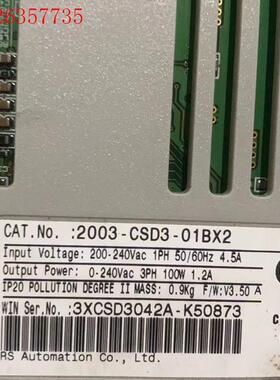 26357735
CAT.No. :2003-CSD3-01BX2
Input Voltage: 200-240Vac 1PH 50/60Hz 4.5A
Output Power: 0-240Vac 3PH 100W 1.2A
IP20 POLLUTION DEGREE II MASS: 0.9Kg F/W:V3.50 A
WIN Ser.No. :3XCSD3042A-K50873
RS Automation Co., Ltd.